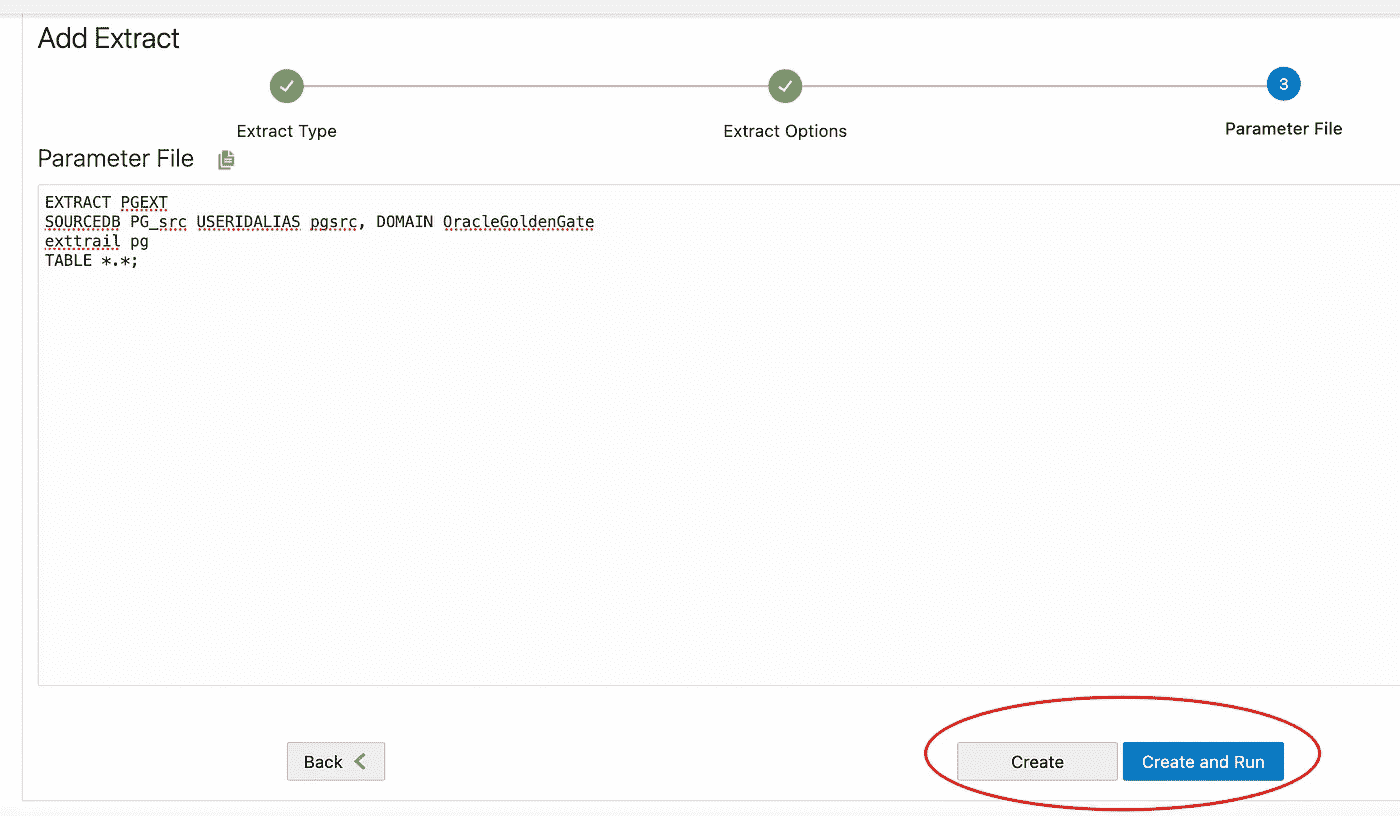 Add Extract
3
Extract Type
Extract Options
Parameter File
Parameter File
EXTRACT PGEXT
SOURCEDB PG_src USERIDALIAS pgsrc, DOMAIN OracleGoldenGate
exttrail pg
TABLE *.*;
Back
Create
Create and Run